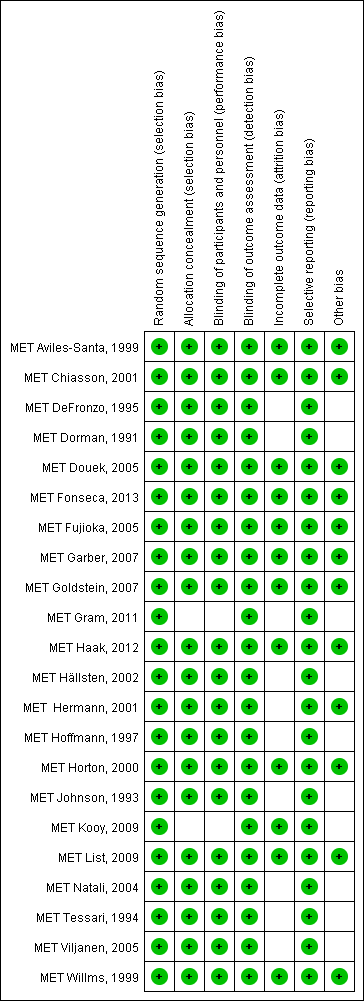 Random sequence generation (selection bias)
Allocation concealment (selection bias)
Blinding of participants and personnel (performance bias)
Blinding of outcome assessment (detection bias)
Incomplete outcome data (attrition bias)
Selective reporting (reporting bias)
Other bias
MET Aviles-Santa, 1999 + + + + + + +
MET Chiasson, 2001 + + + + + + +
MET DeFronzo, 1995 + + + + +
MET Dorman, 1991 + + + + +
MET Douek, 2005 + + + + + + +
MET Fonseca, 2013 + + + + + + +
MET Fujioka, 2005 + + + + + + +
MET Garber, 2007 + + + + + + +
MET Goldstein, 2007 + + + + + + +
MET Gram, 2011 + + +
MET Haak, 2012 + + + + + + +
MET Hällsten, 2002 + + + + +
MET Hermann, 2001 + + + + + +
MET Hoffmann, 1997 + + + + +
MET Horton, 2000 + + + + + + +
MET Johnson, 1993 + + + + +
MET Kooy, 2009 + + + +
MET List, 2009 + + + + + + +
MET Natali, 2004 + + + + +
MET Tessari, 1994 + + + + +
MET Viljanen, 2005 + + + + +
MET Willms, 1999 + + + + + + +